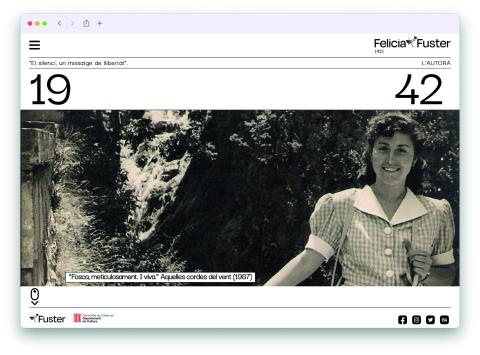 Felicia Fuster
1921
"El silenci, un missatge de llibertat".
L'AUTORA
19
42
"Fosca, meticulosament. I viva." Aquelles cordes del vent (1987)
Fuster
Generalitat de Catalunya
Departament
de Cultura